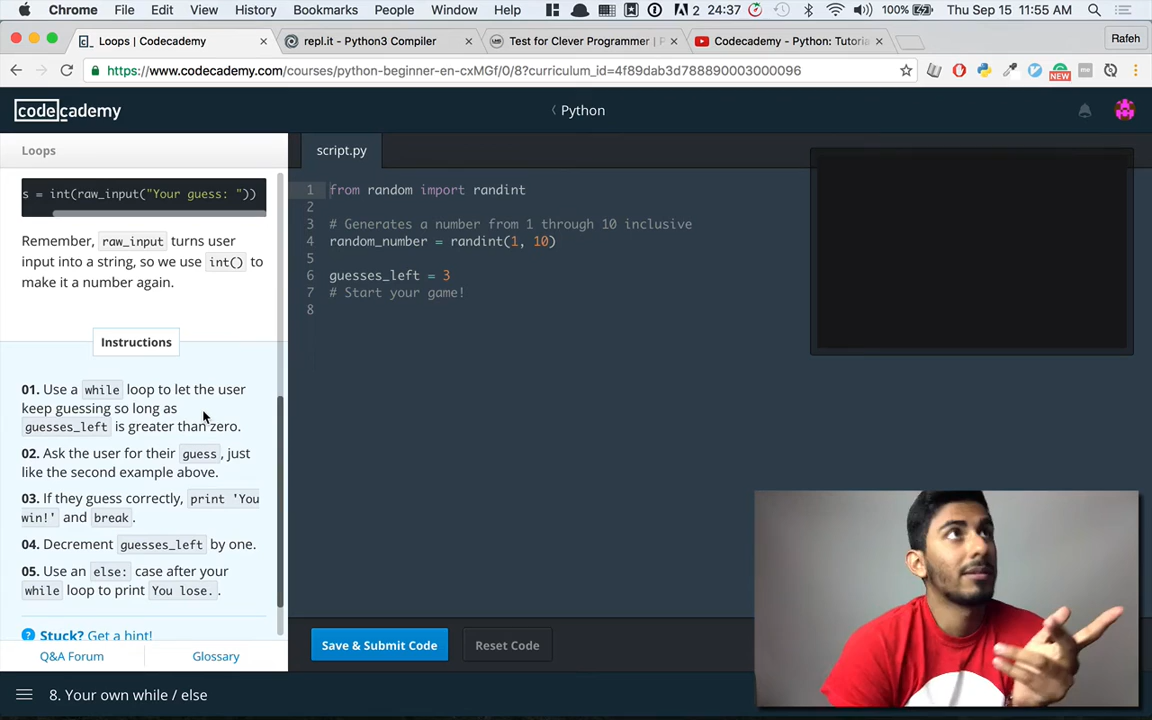 Chrome File Edit View History Bookmarks People Window Help 2 24:37 100% Thu Sep 15 11:55 AM
Loops | Codecademy repl.it - Python3 Compiler Test for Clever Programmer | P Codecademy - Python: Tutoria Rafeh
https://www.codecademy.com/courses/python-beginner-en-cxMGf/0/8?curriculum_id=4f89dab3d788890003000096 NEW
codecademy Python
Loops script.py
s = int(raw_input("Your guess: "))
Remember, raw_input turns user
input into a string, so we use int() to
make it a number again.
Instructions
01. Use a while loop to let the user
keep guessing so long as
guesses_left is greater than zero.
02. Ask the user for their guess, just
like the second example above.
03. If they guess correctly, print 'You
win!' and break.
04. Decrement guesses_left by one.
05. Use an else: case after your
while loop to print You lose..
? Stuck? Get a hint!
Q&A Forum Glossary
1 from random import randint
2
3 # Generates a number from 1 through 10 inclusive
4 random_number = randint(1, 10)
5
6 guesses_left = 3
7 # Start your game!
8
Save & Submit Code Reset Code
8. Your own while / else